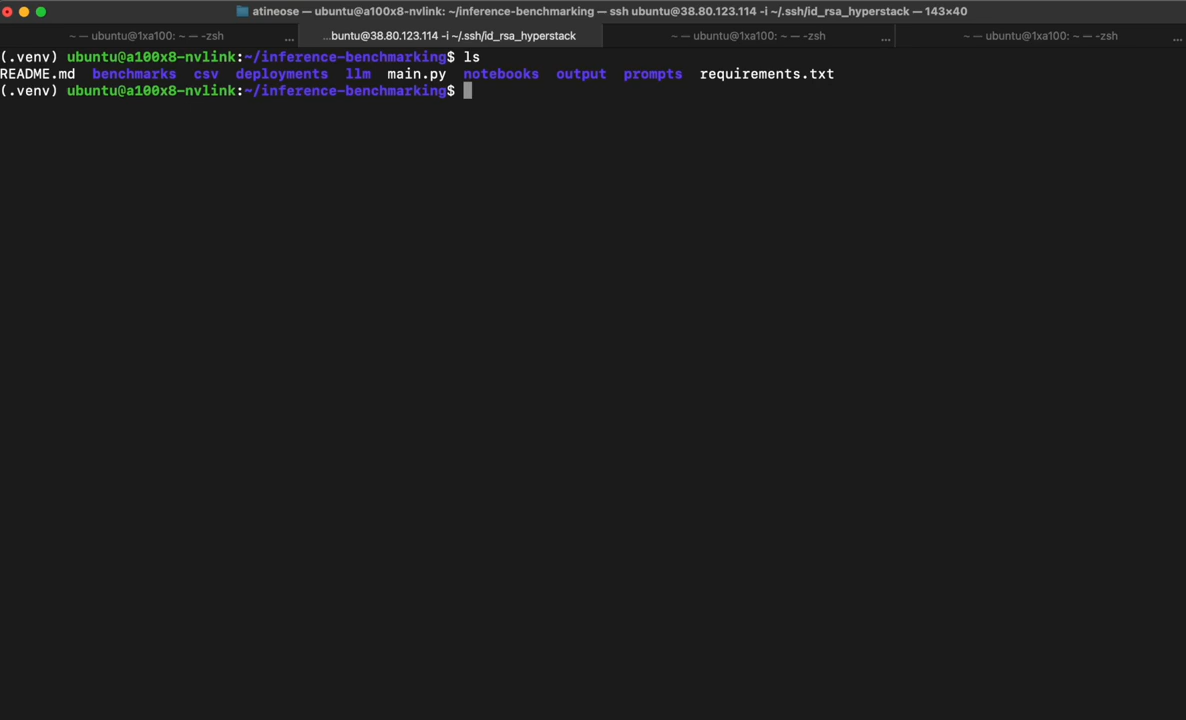 atineose — ubuntu@a100x8-nvlink: ~/inference-benchmarking — ssh ubuntu@38.80.123.114 -i ~/.ssh/id_rsa_hyperstack — 143×40
~ — ubuntu@1xa100: ~ — -zsh ... ...buntu@38.80.123.114 -i ~/.ssh/id_rsa_hyperstack ~ — ubuntu@1xa100: ~ — -zsh ... ~ — ubuntu@1xa100: ~ — -zsh ...
(.venv) ubuntu@a100x8-nvlink:~/inference-benchmarking$ ls
README.md  benchmarks  csv  deployments  llm  main.py  notebooks  output  prompts  requirements.txt
(.venv) ubuntu@a100x8-nvlink:~/inference-benchmarking$